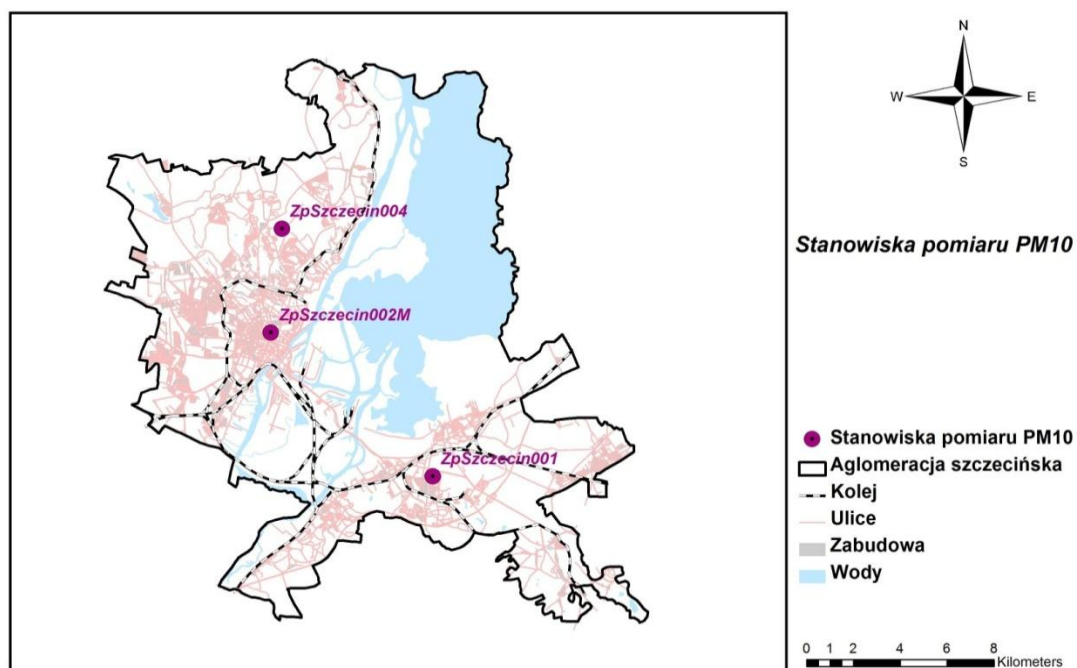 ZpSzczecin004
ZpSzczecin002M
ZpSzczecin001
N
W
E
S
Stanowiska pomiaru PM10
Stanowiska pomiaru PM10
Aglomeracja szczecińska
Kolej
Ulice
Zabudowa
Wody
0 1 2 4 6 8
Kilometers